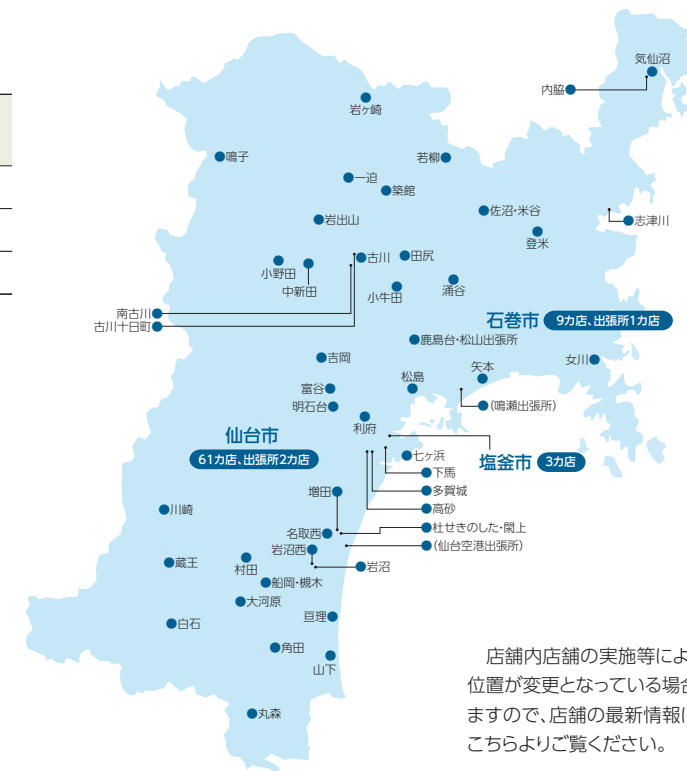 気仙沼
内脇
岩ヶ崎
鳴子
若柳
一迫
築館
佐沼・米谷
岩出山
志津川
登米
古川
田尻
小野田
中新田
涌谷
小牛田
南古川
古川十日町
石巻市 9カ店、出張所1カ店
鹿島台・松山出張所
吉岡
女川
矢本
松島
富谷
明石台
(鳴瀬出張所)
利府
仙台市
61カ店、出張所2カ店
七ヶ浜
塩釜市 3カ店
下馬
増田
多賀城
川崎
高砂
名取西
杜せきのした・閖上
岩沼西
(仙台空港出張所)
蔵王
村田
岩沼
船岡・槻木
大河原
白石
亘理
角田
山下
丸森
店舗内店舗の実施等によ
位置が変更となっている場合
ますので、店舗の最新情報に
こちらよりご覧ください。